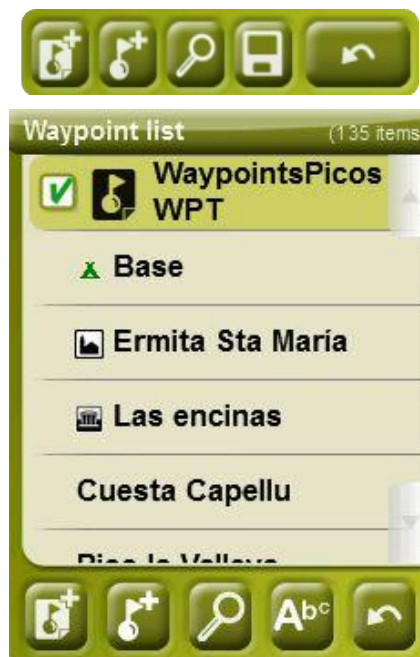 Waypoint list
(135 items
WaypointsPicos
WPT
Base
Ermita Sta María
Las encinas
Cuesta Capellu
Abc